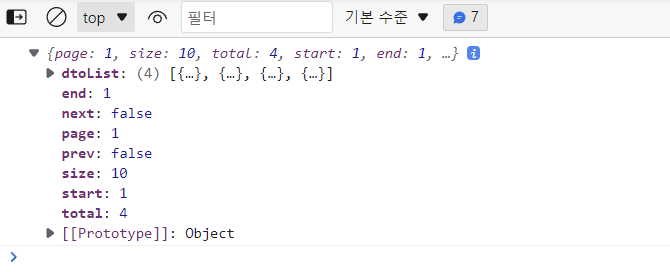 top 필터 기본 수준 7
{page: 1, size: 10, total: 4, start: 1, end: 1, …} i
dtoList: (4) [{…}, {…}, {…}, {…}]
end: 1
next: false
page: 1
prev: false
size: 10
start: 1
total: 4
[[Prototype]]: Object